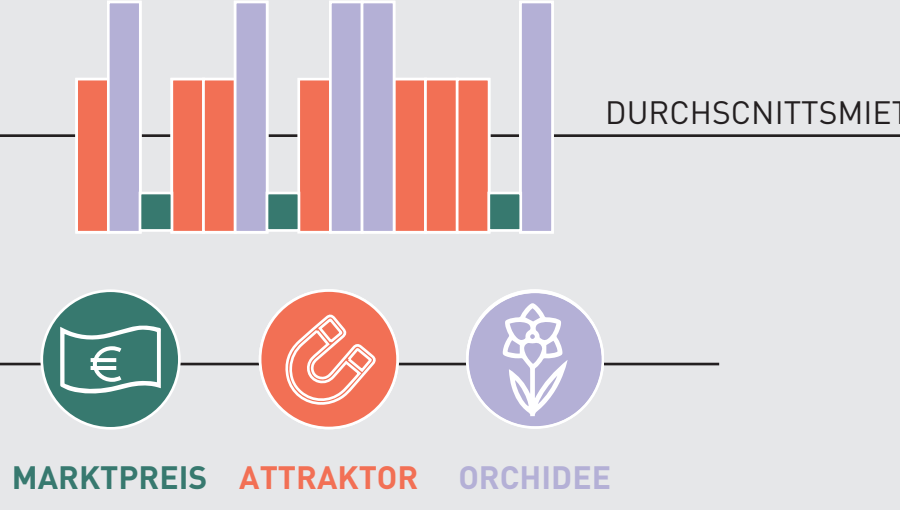 DURCHSCNITTSMIET
€
MARKTPREIS ATTRAKTOR ORCHIDEE